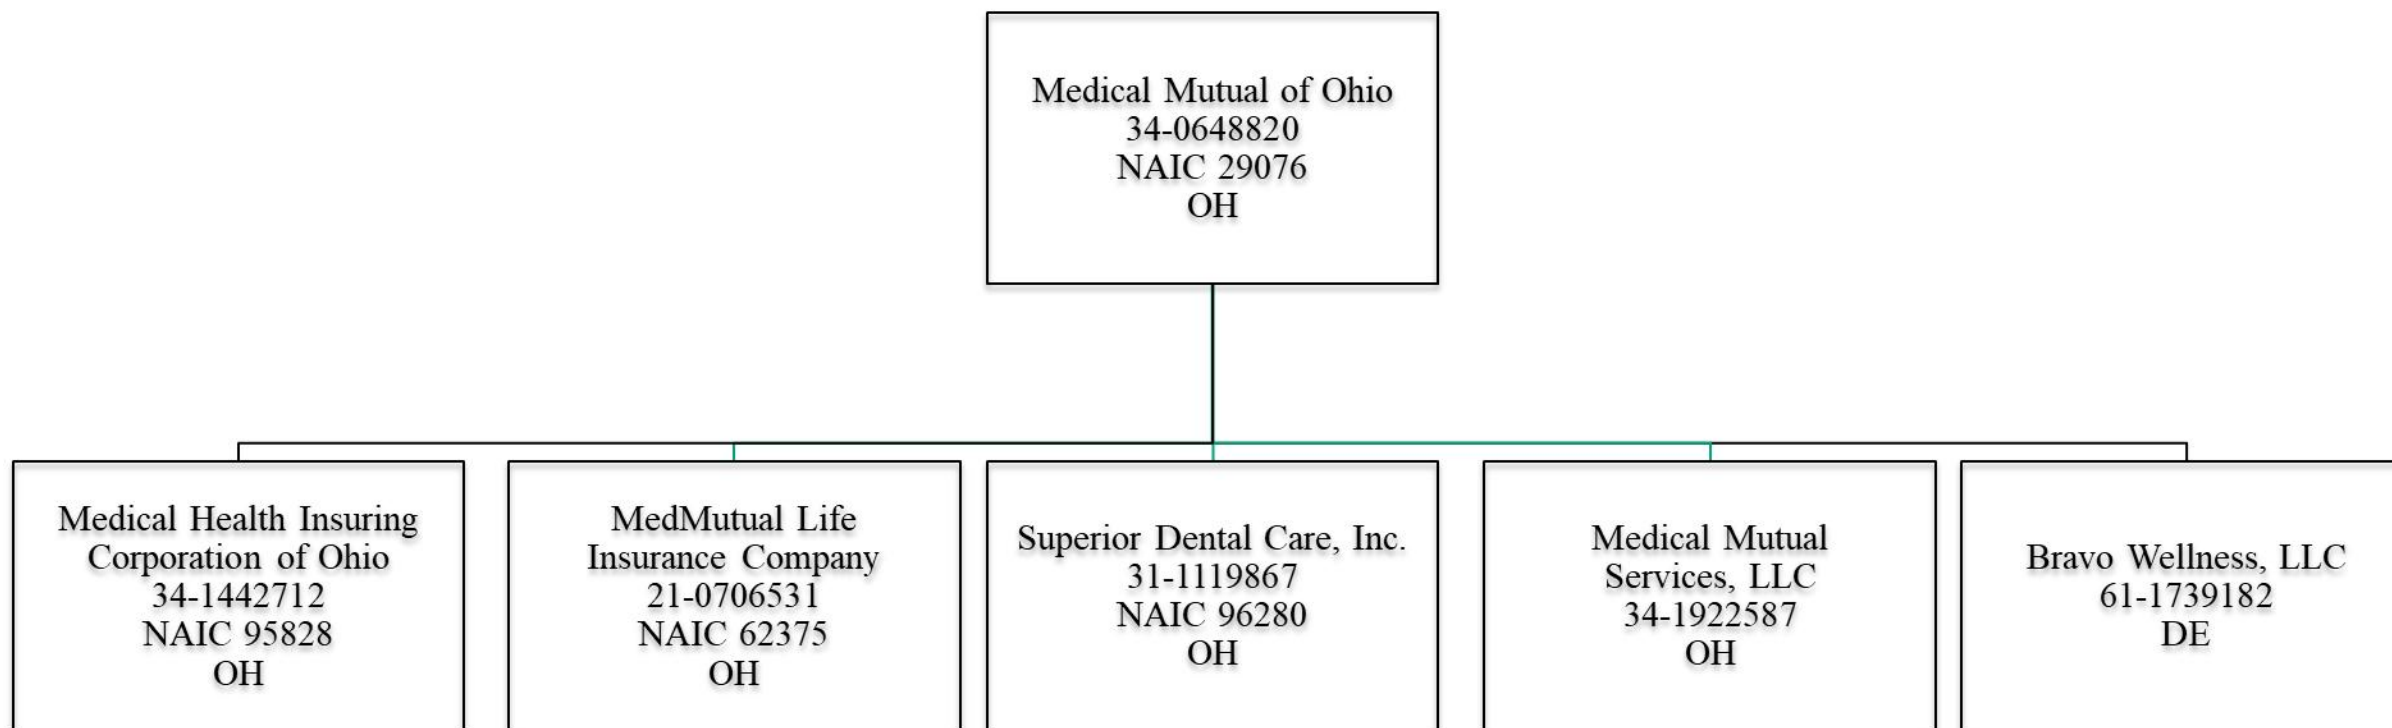 Medical Mutual of Ohio
34-0648820
NAIC 29076
OH
Medical Health Insuring
Corporation of Ohio
34-1442712
NAIC 95828
OH
MedMutual Life
Insurance Company
21-0706531
NAIC 62375
OH
Superior Dental Care, Inc.
31-1119867
NAIC 96280
OH
Medical Mutual
Services, LLC
34-1922587
OH
Bravo Wellness, LLC
61-1739182
DE